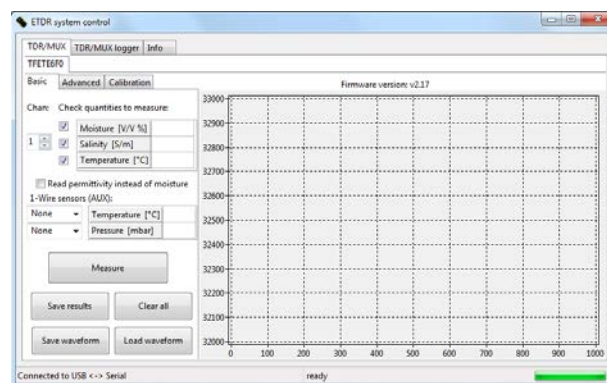 ETDR system control
TDR/MUX TDR/MUX logger Info
TFETE6F0
Basic Advanced Calibration
Firmware version: v2.17
Chan: Check quantities to measure:
Moisture [V/V %]
1 Salinity [S/m]
Temperature [°C]
Read permittivity instead of moisture
1-Wire sensors (AUX):
None Temperature [°C]
None Pressure [mbar]
Measure
Save results Clear all
Save waveform Load waveform
33000
32900
32800
32700
32600
32500
32400
32300
32200
32100
32000
0 100 200 300 400 500 600 700 800 900 1000
Connected to USB <-> Serial ready